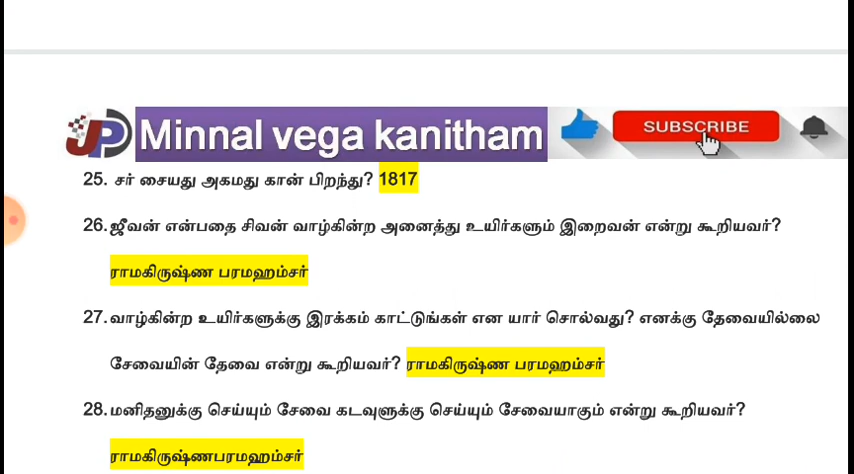 JP Minnal vega kanitham SUBSCRIBE
25. சர் சையது அகமது கான் பிறந்து? 1817
26. ஜீவன் என்பதை சிவன் வாழ்கின்ற அனைத்து உயிர்களும் இறைவன் என்று கூறியவர்?
ராமகிருஷ்ண பரமஹம்சர்
27. வாழ்கின்ற உயிர்களுக்கு இரக்கம் காட்டுங்கள் என யார் சொல்வது? எனக்கு தேவையில்லை
சேவையின் தேவை என்று கூறியவர்? ராமகிருஷ்ண பரமஹம்சர்
28. மனிதனுக்கு செய்யும் சேவை கடவுளுக்கு செய்யும் சேவையாகும் என்று கூறியவர்?
ராமகிருஷ்ணபரமஹம்சர்